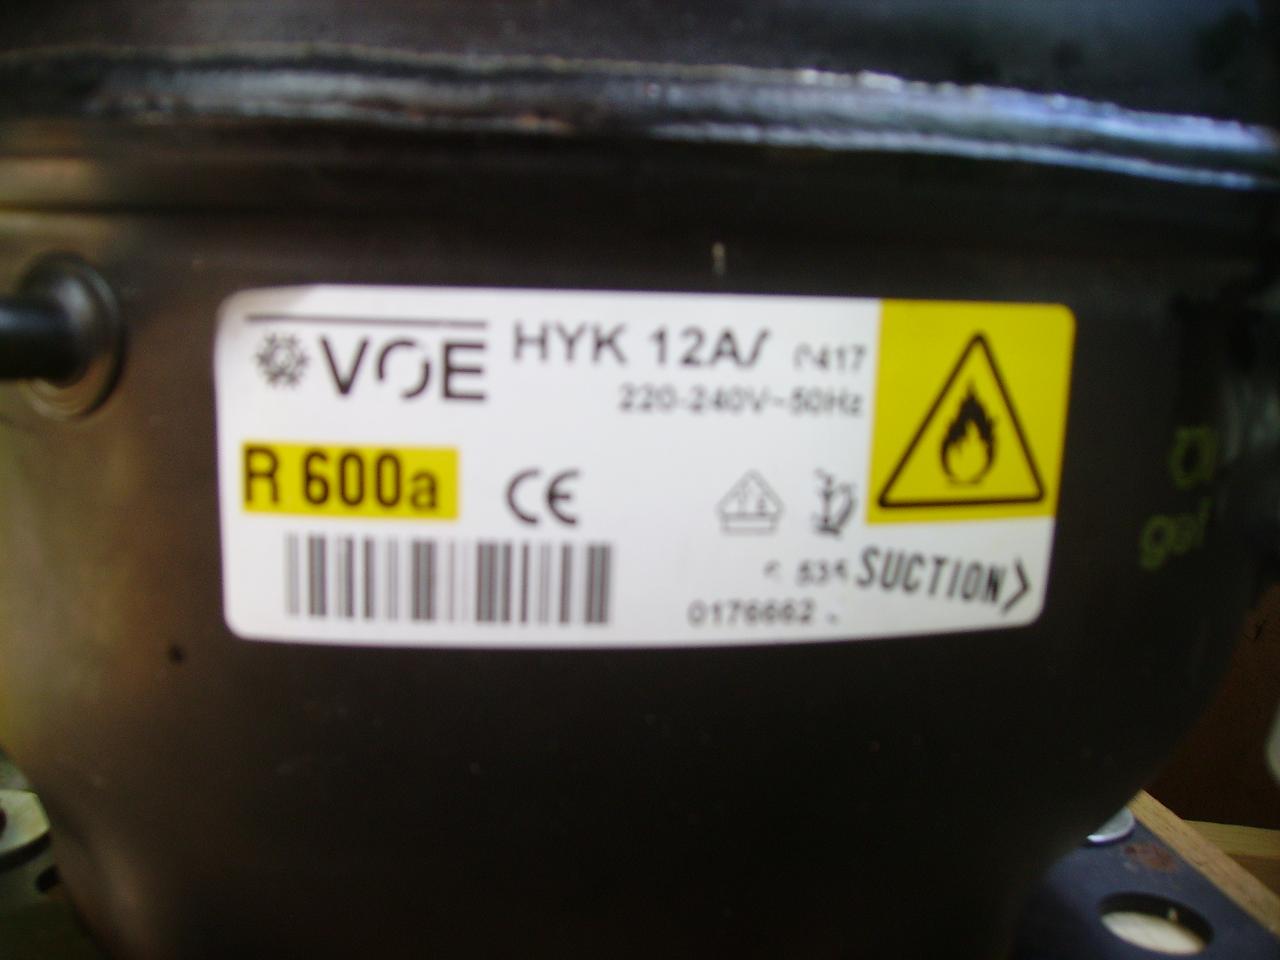 VOE HYK 12A
220-240V~50Hz
R 600a CE
SUCTION>
0176662